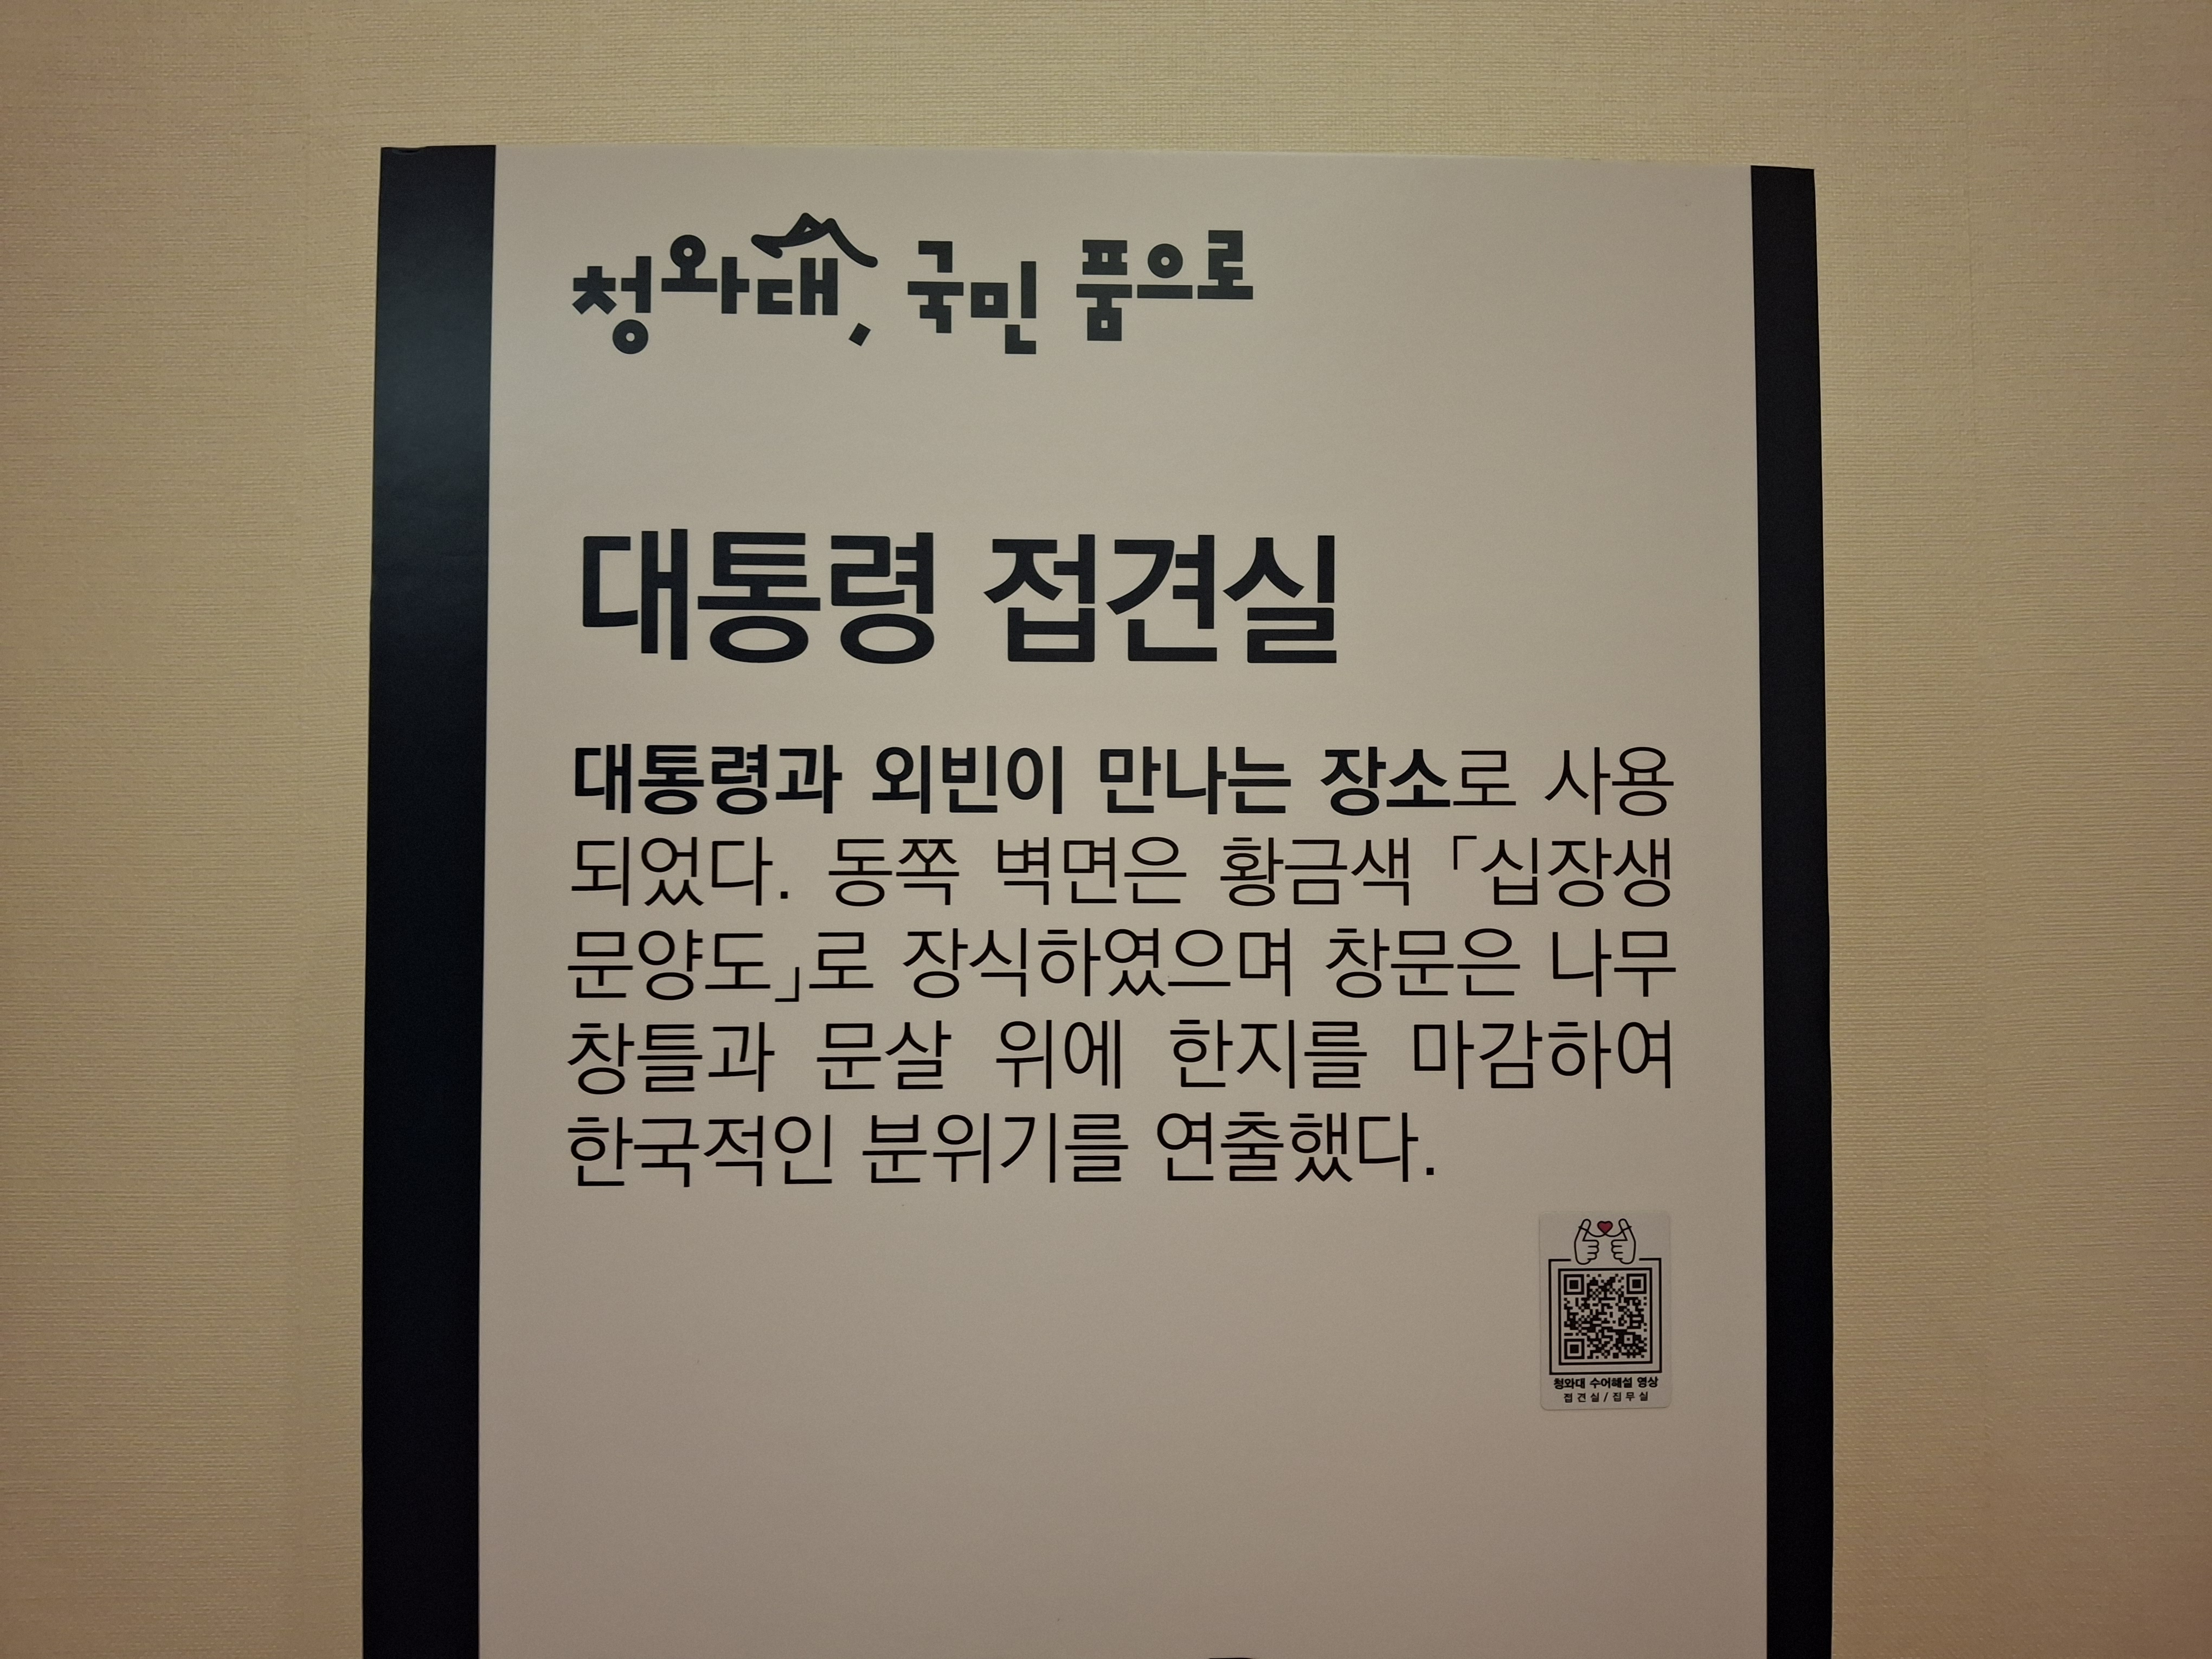 청와대, 국민 품으로
대통령 접견실
대통령과 외빈이 만나는 장소로 사용
되었다. 동쪽 벽면은 황금색 「십장생
문양도」로 장식하였으며 창문은 나무
창틀과 문살 위에 한지를 마감하여
한국적인 분위기를 연출했다.
청와대 수어해설 영상
접견실/집무실